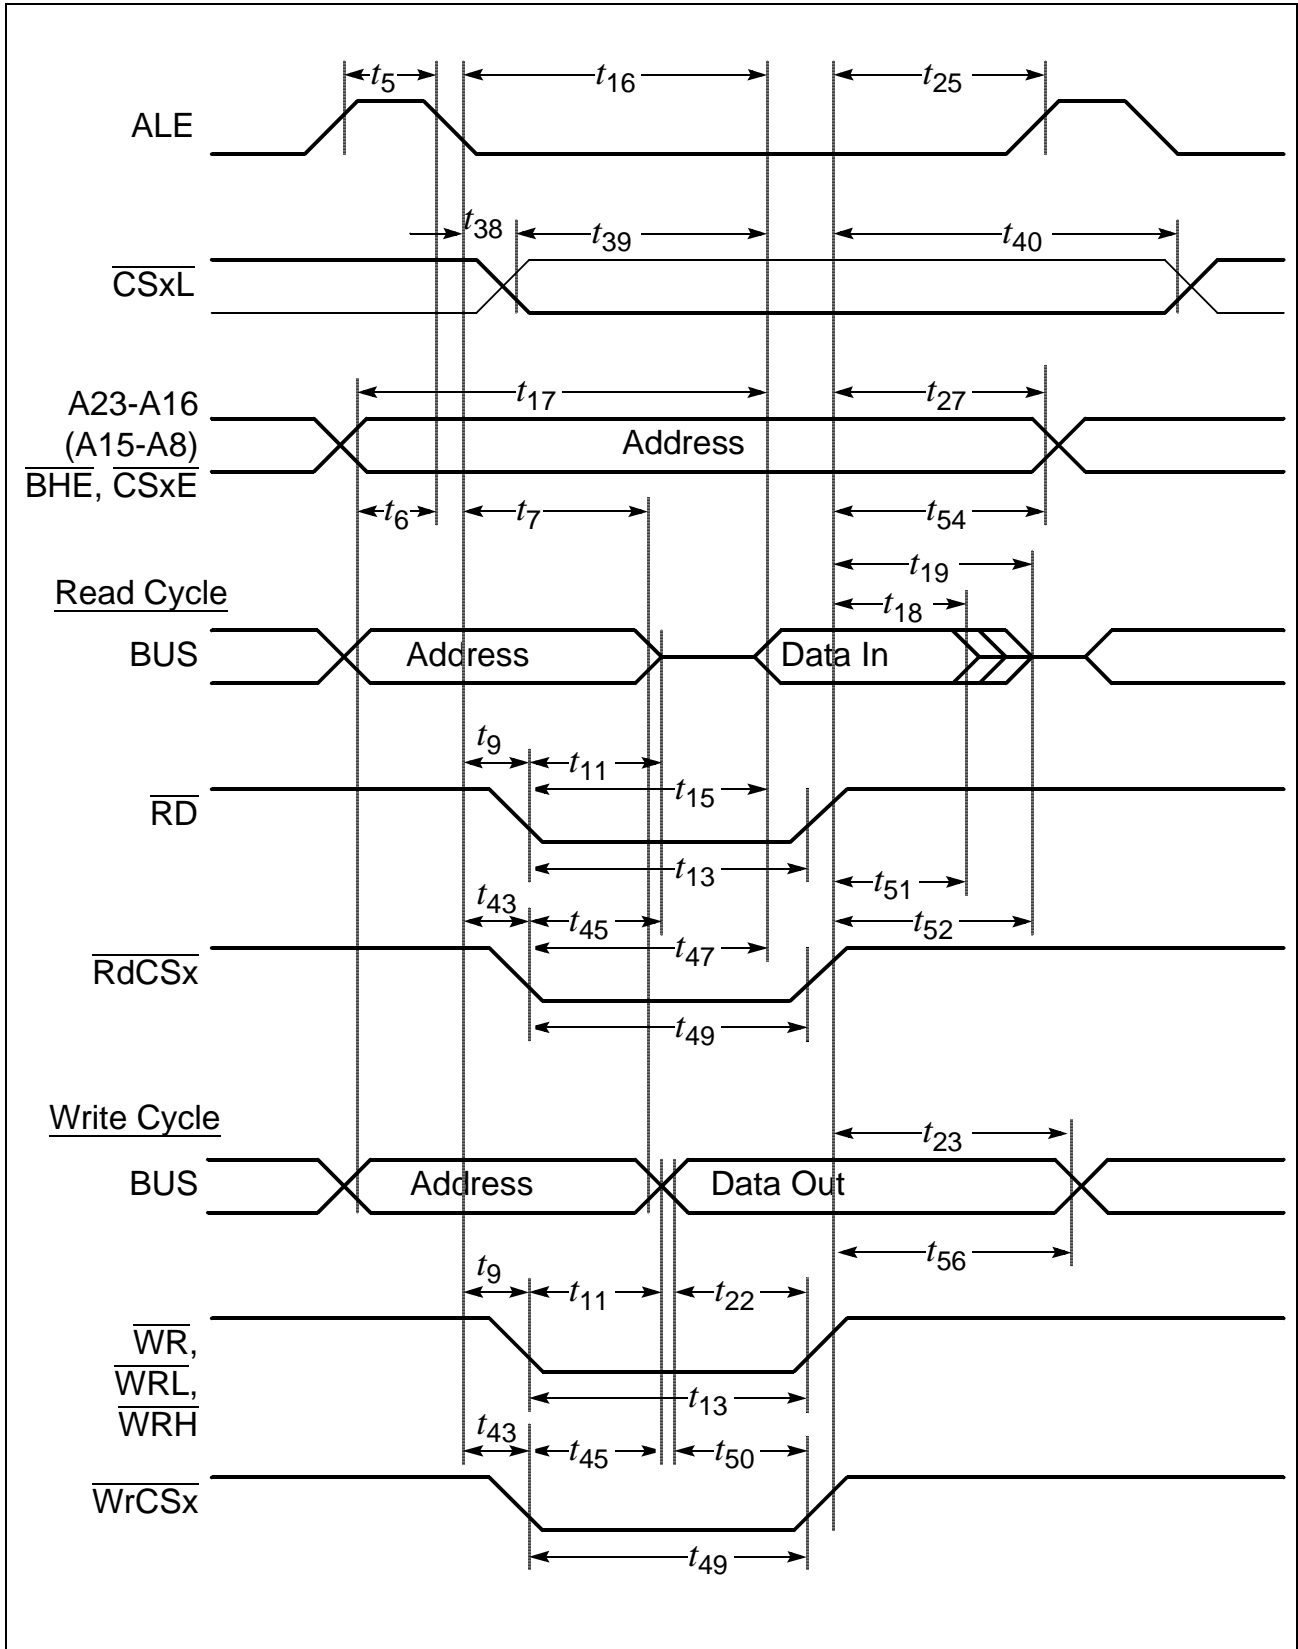 t5 t16 t25
ALE
t38 t39 t40
CSxL
t17 t27
A23-A16
(A15-A8) Address
BHE, CSxE
t6 t7 t54
t19
Read Cycle
t18
BUS Address Data In
t9 t11
t15
RD
t13
t51
t43 t45 t52
t47
RdCSx
t49
Write Cycle
t23
BUS Address Data Out
t56
t9 t11 t22
WR,
WRL,
t13
WRH
t43 t45 t50
WrCSx
t49